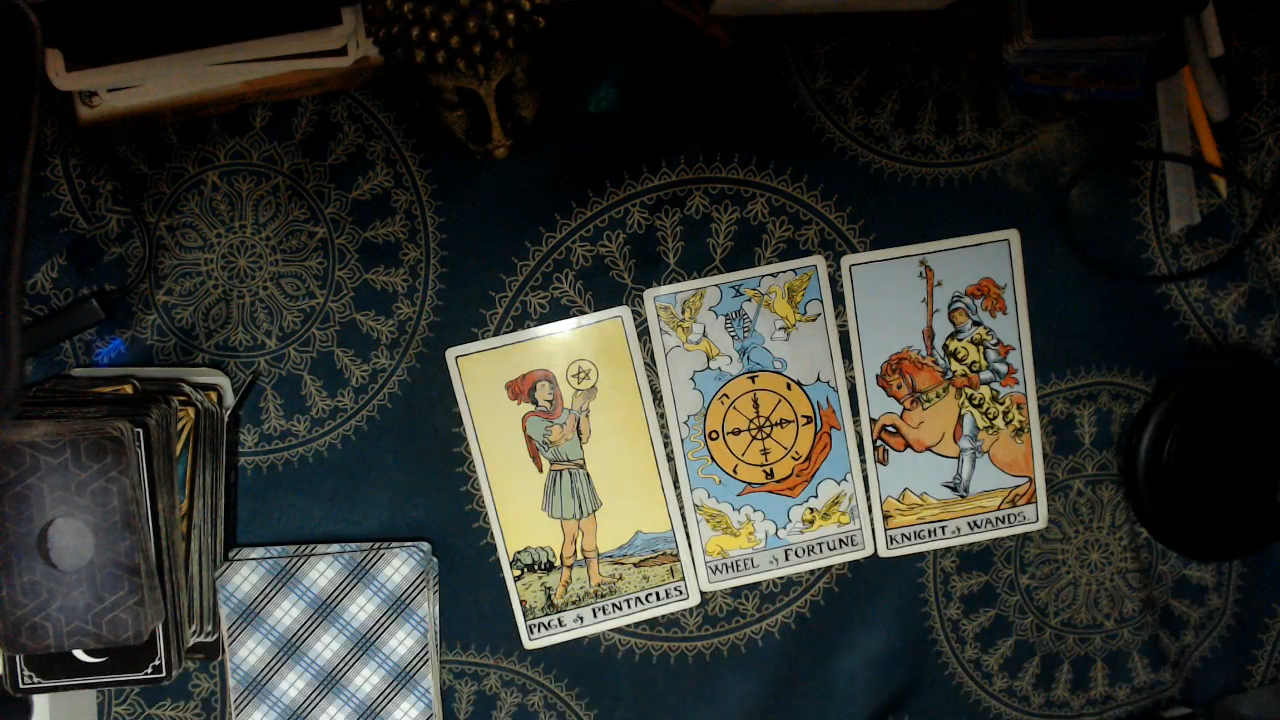 PAGE of PENTACLES.
X
T
A
R
O
WHEEL of FORTUNE
KNIGHT of WANDS.